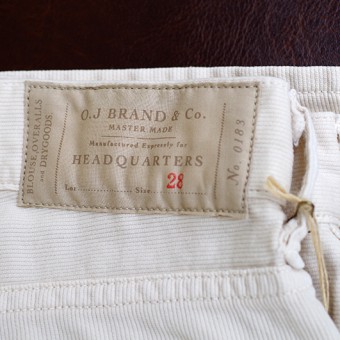 O.J BRAND & Co.
MASTER MADE
Manufactured Expressly for
HEADQUARTERS
Lot Size 28
BLOUSE, OVERALLS
and DRYGOODS
No. 0183